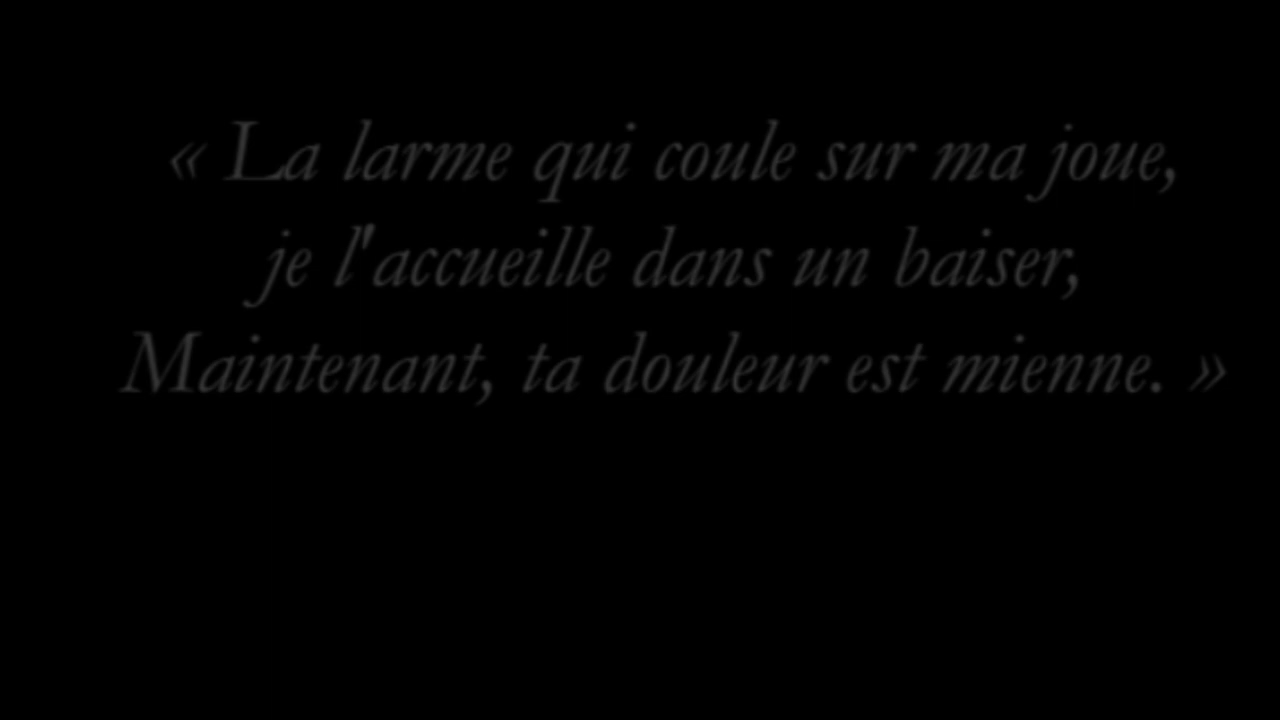 « La larme qui coule sur ma joue,
je l'accueille dans un baiser,
Maintenant, ta douleur est mienne. »